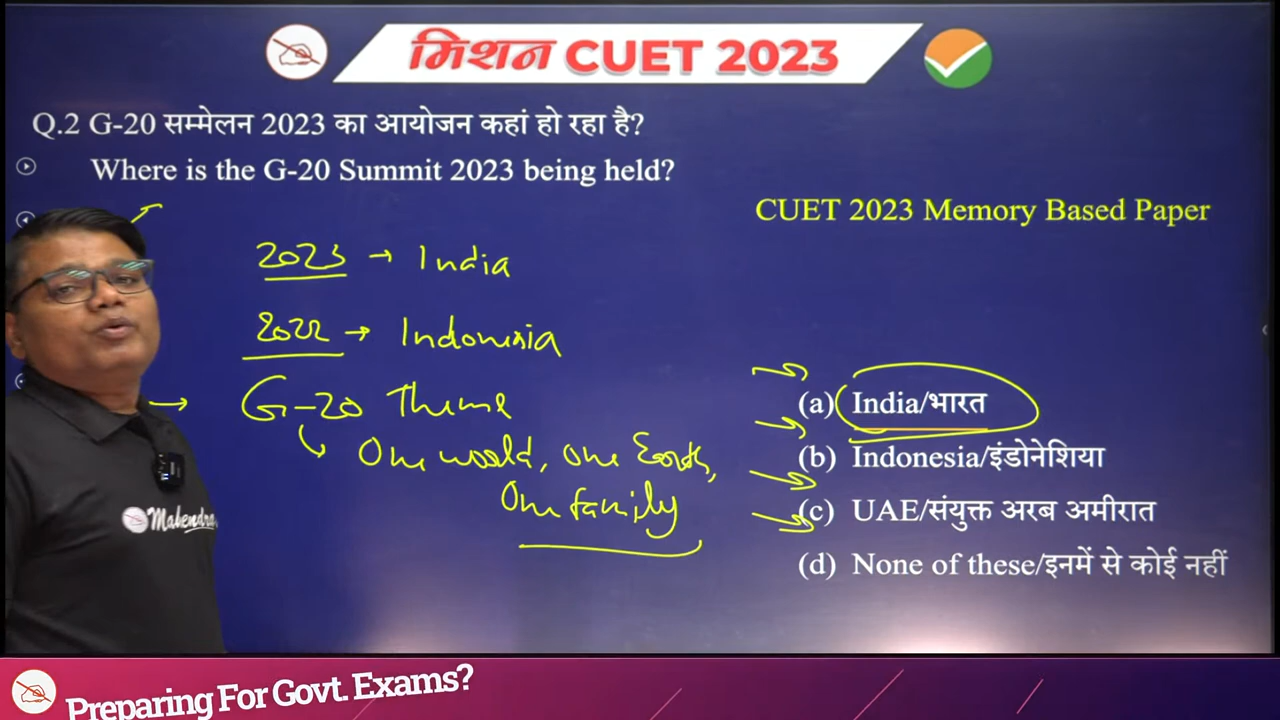 मिशन CUET 2023
Q.2 G-20 सम्मेलन 2023 का आयोजन कहां हो रहा है?
Where is the G-20 Summit 2023 being held?
CUET 2023 Memory Based Paper
2023 → India
2022 → Indonesia
→ G-20 Theme
One world, One Earth,
One family
(a) India/भारत
(b) Indonesia/इंडोनेशिया
(c) UAE/संयुक्त अरब अमीरात
(d) None of these/इनमें से कोई नहीं
Mahendra
Preparing For Govt. Exams?